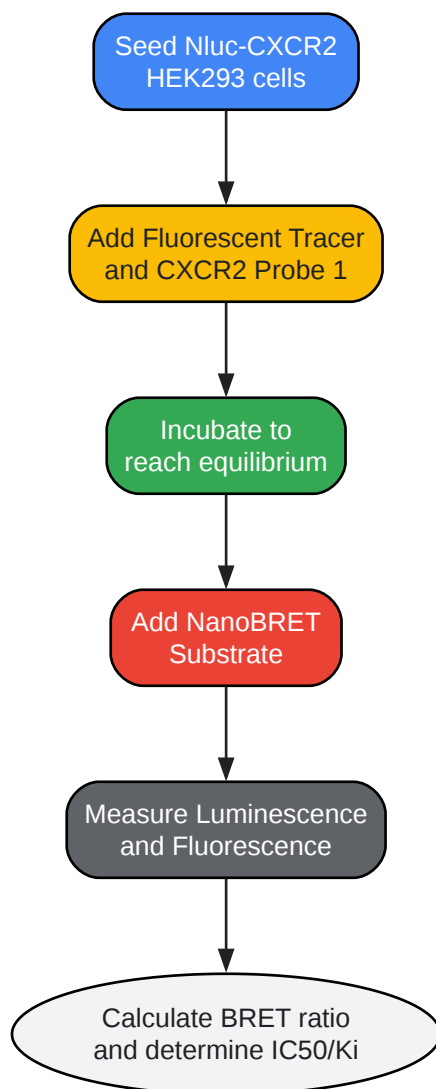 Seed Nluc-CXCR2
HEK293 cells
Add Fluorescent Tracer
and CXCR2 Probe 1
Incubate to
reach equilibrium
Add NanoBRET
Substrate
Measure Luminescence
and Fluorescence
Calculate BRET ratio
and determine IC50/Ki